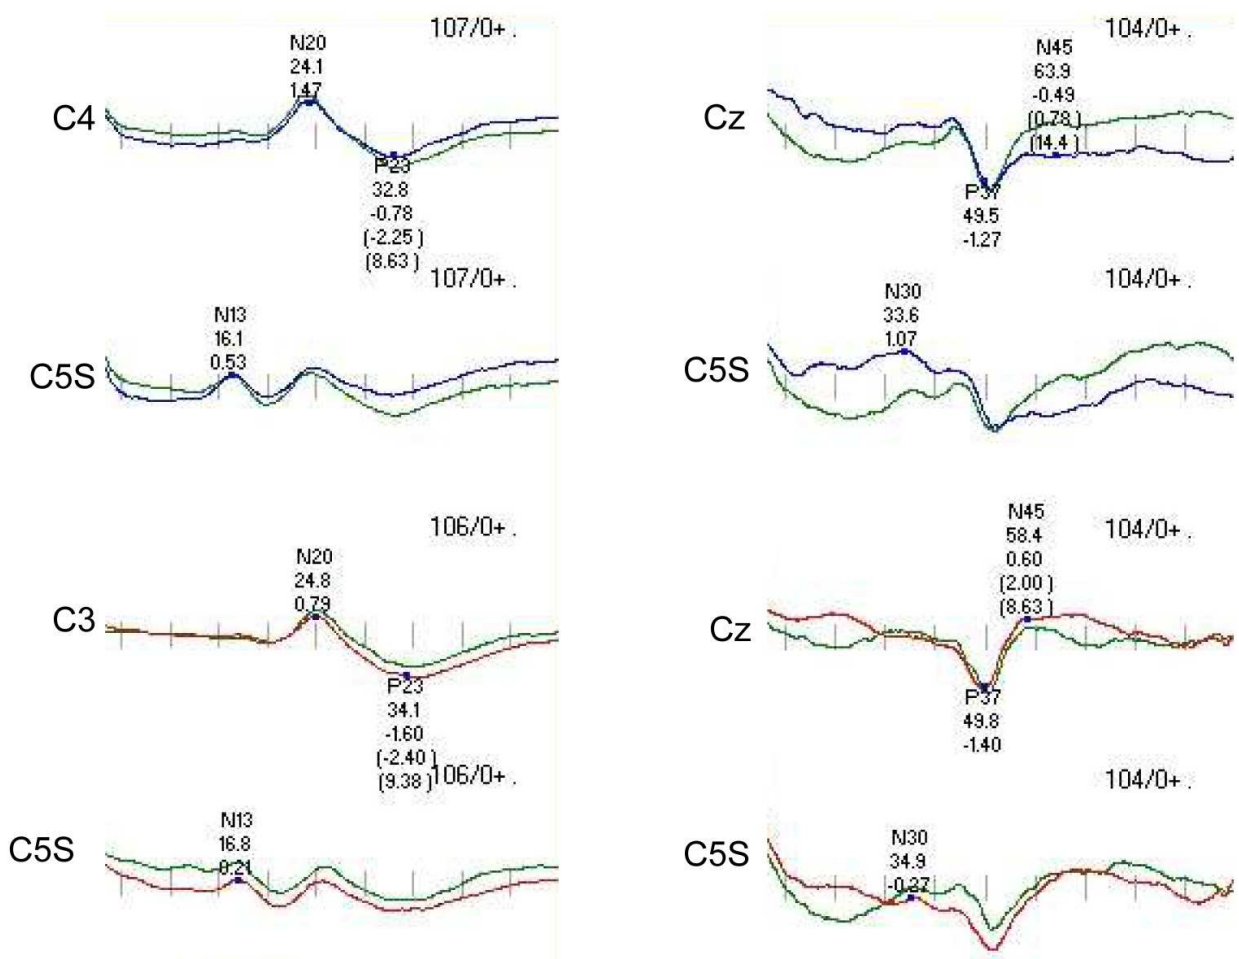 107/0+ .
N20
24.1
1.47
C4
P23
32.8
-0.78
(-2.25 )
(8.63 )
107/0+ .
N13
16.1
0.53
C5S
106/0+ .
N20
24.8
0.79
C3
P23
34.1
-1.60
(-2.40 )
(9.38 )
106/0+ .
N13
16.8
0.21
C5S
104/0+ .
N45
63.9
-0.49
(0.78 )
(14.4 )
Cz
P37
49.5
-1.27
104/0+ .
N30
33.6
1.07
C5S
104/0+ .
N45
58.4
0.60
(2.00 )
(8.63 )
Cz
P37
49.8
-1.40
104/0+ .
N30
34.9
-0.27
C5S